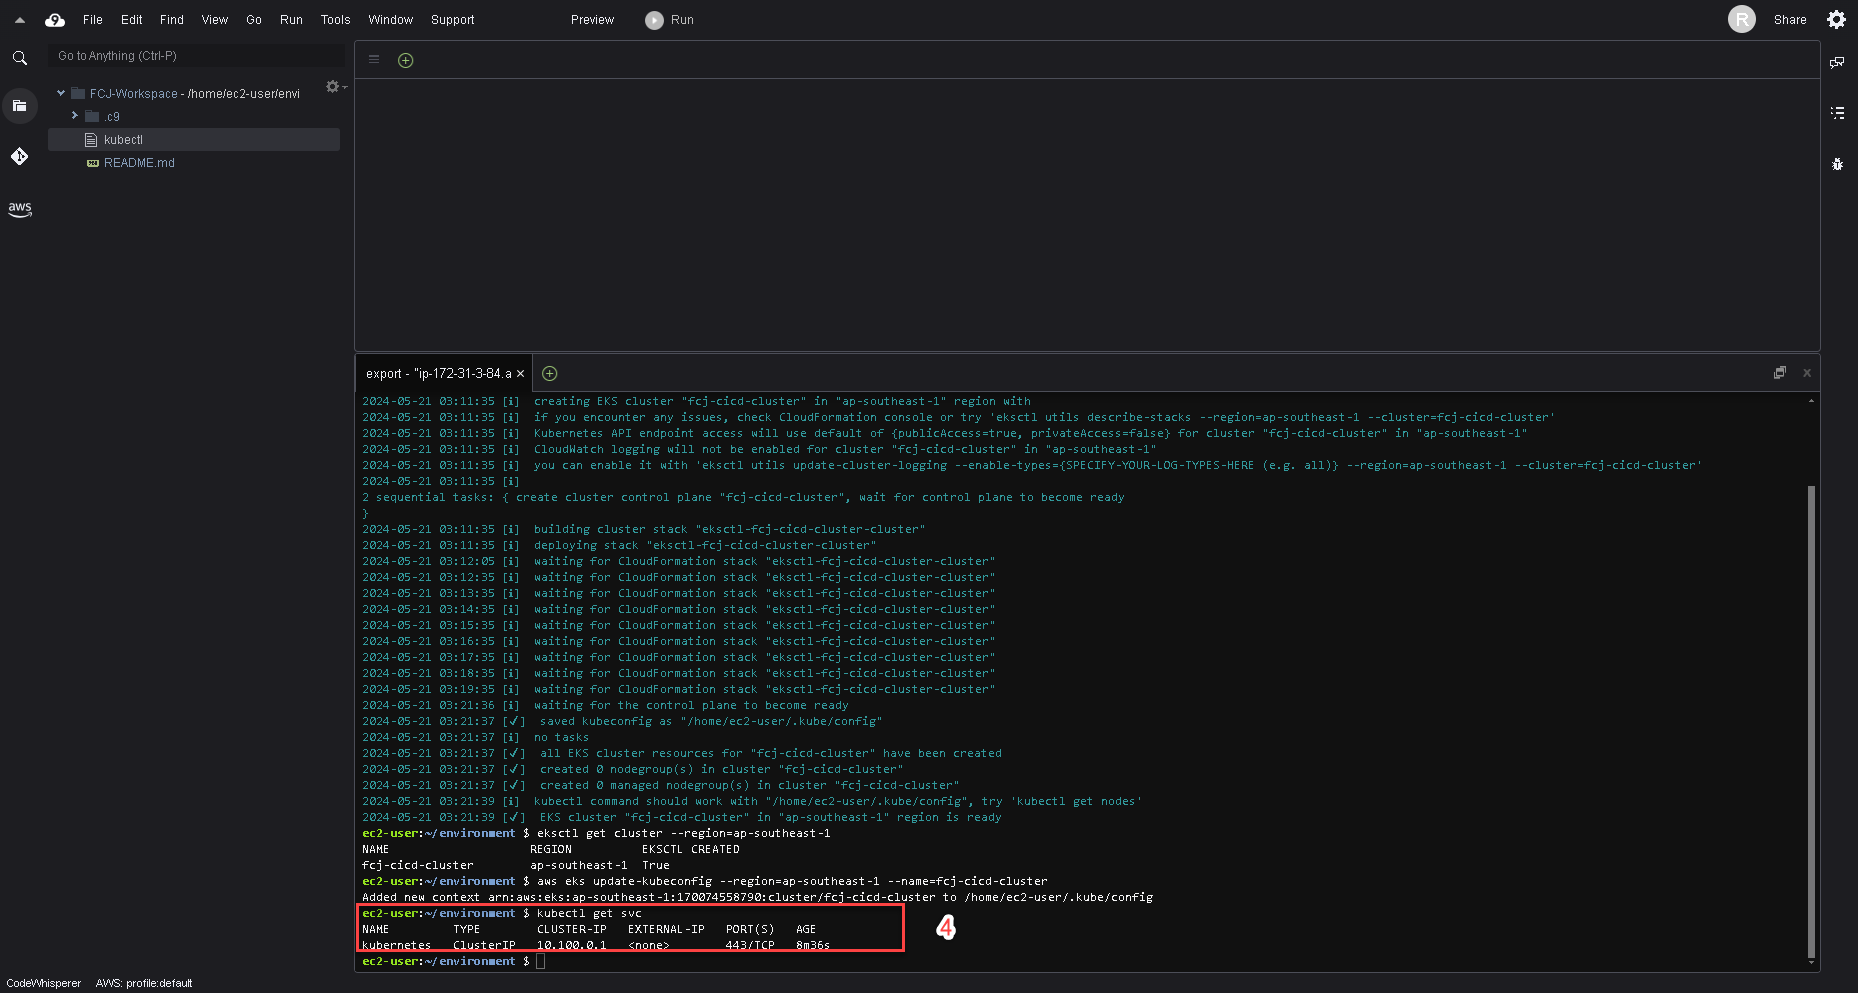 File Edit Find View Go Run Tools Window Support Preview Run R Share
Go to Anything (Ctrl-P)
FCJ-Workspace - /home/ec2-user/envi
.c9
kubectl
README.md
aws
export - "ip-172-31-3-84.a
2024-05-21 03:11:35 [i]  creating EKS cluster "fcj-cicd-cluster" in "ap-southeast-1" region with
2024-05-21 03:11:35 [i]  if you encounter any issues, check CloudFormation console or try 'eksctl utils describe-stacks --region=ap-southeast-1 --cluster=fcj-cicd-cluster'
2024-05-21 03:11:35 [i]  Kubernetes API endpoint access will use default of {publicAccess=true, privateAccess=false} for cluster "fcj-cicd-cluster" in "ap-southeast-1"
2024-05-21 03:11:35 [i]  CloudWatch logging will not be enabled for cluster "fcj-cicd-cluster" in "ap-southeast-1"
2024-05-21 03:11:35 [i]  you can enable it with 'eksctl utils update-cluster-logging --enable-types={SPECIFY-YOUR-LOG-TYPES-HERE (e.g. all)} --region=ap-southeast-1 --cluster=fcj-cicd-cluster'
2024-05-21 03:11:35 [i]
2 sequential tasks: { create cluster control plane "fcj-cicd-cluster", wait for control plane to become ready
}
2024-05-21 03:11:35 [i]  building cluster stack "eksctl-fcj-cicd-cluster-cluster"
2024-05-21 03:11:35 [i]  deploying stack "eksctl-fcj-cicd-cluster-cluster"
2024-05-21 03:12:05 [i]  waiting for CloudFormation stack "eksctl-fcj-cicd-cluster-cluster"
2024-05-21 03:12:35 [i]  waiting for CloudFormation stack "eksctl-fcj-cicd-cluster-cluster"
2024-05-21 03:13:35 [i]  waiting for CloudFormation stack "eksctl-fcj-cicd-cluster-cluster"
2024-05-21 03:14:35 [i]  waiting for CloudFormation stack "eksctl-fcj-cicd-cluster-cluster"
2024-05-21 03:15:35 [i]  waiting for CloudFormation stack "eksctl-fcj-cicd-cluster-cluster"
2024-05-21 03:16:35 [i]  waiting for CloudFormation stack "eksctl-fcj-cicd-cluster-cluster"
2024-05-21 03:17:35 [i]  waiting for CloudFormation stack "eksctl-fcj-cicd-cluster-cluster"
2024-05-21 03:18:35 [i]  waiting for CloudFormation stack "eksctl-fcj-cicd-cluster-cluster"
2024-05-21 03:19:35 [i]  waiting for CloudFormation stack "eksctl-fcj-cicd-cluster-cluster"
2024-05-21 03:21:36 [i]  waiting for the control plane to become ready
2024-05-21 03:21:37 [✓]  saved kubeconfig as "/home/ec2-user/.kube/config"
2024-05-21 03:21:37 [i]  no tasks
2024-05-21 03:21:37 [✓]  all EKS cluster resources for "fcj-cicd-cluster" have been created
2024-05-21 03:21:37 [✓]  created 0 nodegroup(s) in cluster "fcj-cicd-cluster"
2024-05-21 03:21:37 [✓]  created 0 managed nodegroup(s) in cluster "fcj-cicd-cluster"
2024-05-21 03:21:39 [i]  kubectl command should work with "/home/ec2-user/.kube/config", try 'kubectl get nodes'
2024-05-21 03:21:39 [✓]  EKS cluster "fcj-cicd-cluster" in "ap-southeast-1" region is ready
ec2-user:~/environment $ eksctl get cluster --region=ap-southeast-1
NAME REGION EKSCTL CREATED
fcj-cicd-cluster ap-southeast-1 True
ec2-user:~/environment $ aws eks update-kubeconfig --region=ap-southeast-1 --name=fcj-cicd-cluster
Added new context arn:aws:eks:ap-southeast-1:170074558790:cluster/fcj-cicd-cluster to /home/ec2-user/.kube/config
ec2-user:~/environment $ kubectl get svc
NAME TYPE CLUSTER-IP EXTERNAL-IP PORT(S) AGE
kubernetes ClusterIP 10.100.0.1 <none> 443/TCP 8m36s
4
ec2-user:~/environment $
CodeWhisperer AWS: profile:default